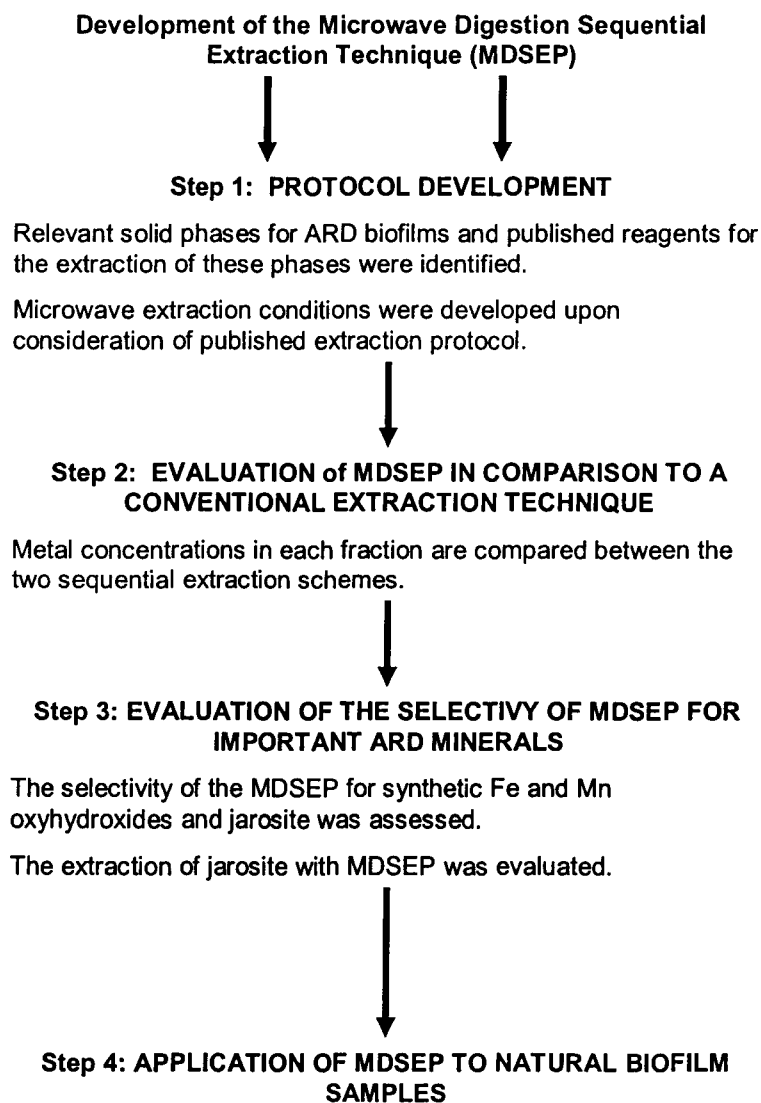 Development of the Microwave Digestion Sequential
Extraction Technique (MDSEP)
Step 1: PROTOCOL DEVELOPMENT
Relevant solid phases for ARD biofilms and published reagents for
the extraction of these phases were identified.
Microwave extraction conditions were developed upon
consideration of published extraction protocol.
Step 2: EVALUATION of MDSEP IN COMPARISON TO A
CONVENTIONAL EXTRACTION TECHNIQUE
Metal concentrations in each fraction are compared between the
two sequential extraction schemes.
Step 3: EVALUATION OF THE SELECTIVY OF MDSEP FOR
IMPORTANT ARD MINERALS
The selectivity of the MDSEP for synthetic Fe and Mn
oxyhydroxides and jarosite was assessed.
The extraction of jarosite with MDSEP was evaluated.
Step 4: APPLICATION OF MDSEP TO NATURAL BIOFILM
SAMPLES